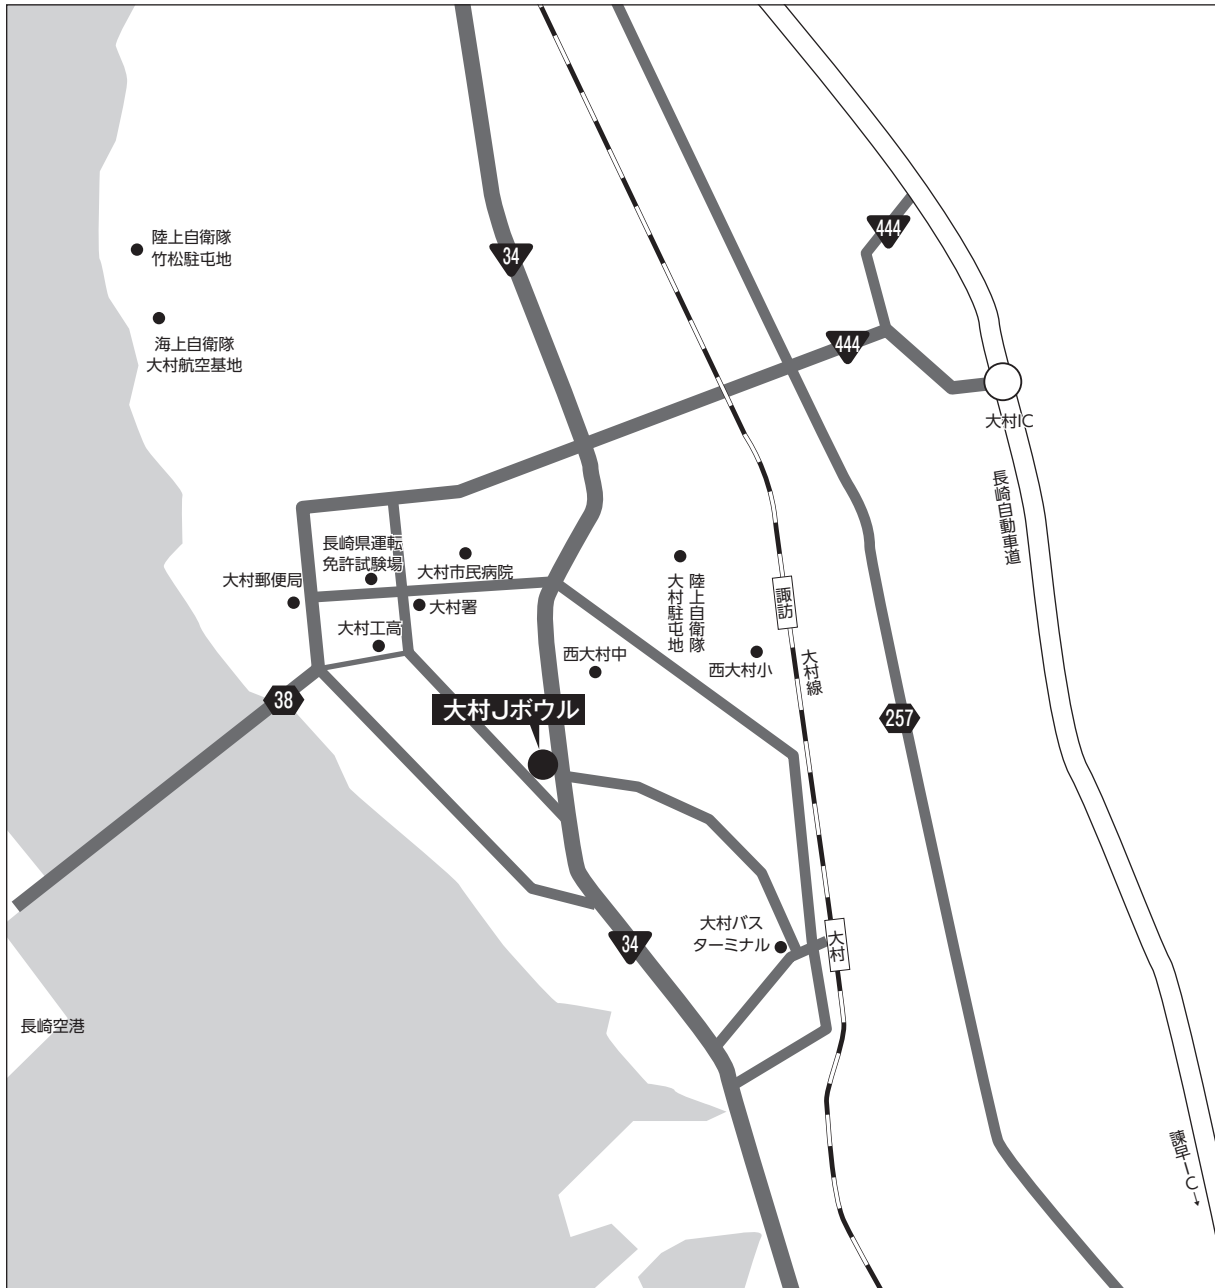 444
陸上自衛隊
竹松駐屯地
34
海上自衛隊
大村航空基地
444
大村IC
長崎自動車道
長崎県運転
免許試験場
大村市民病院
大村郵便局
大村署
陸上自衛隊
大村駐屯地
諏訪
大村工高
西大村中
西大村小
大村線
38
大村Jボウル
257
大村バス
ターミナル
34
大村
長崎空港
諫早IC→